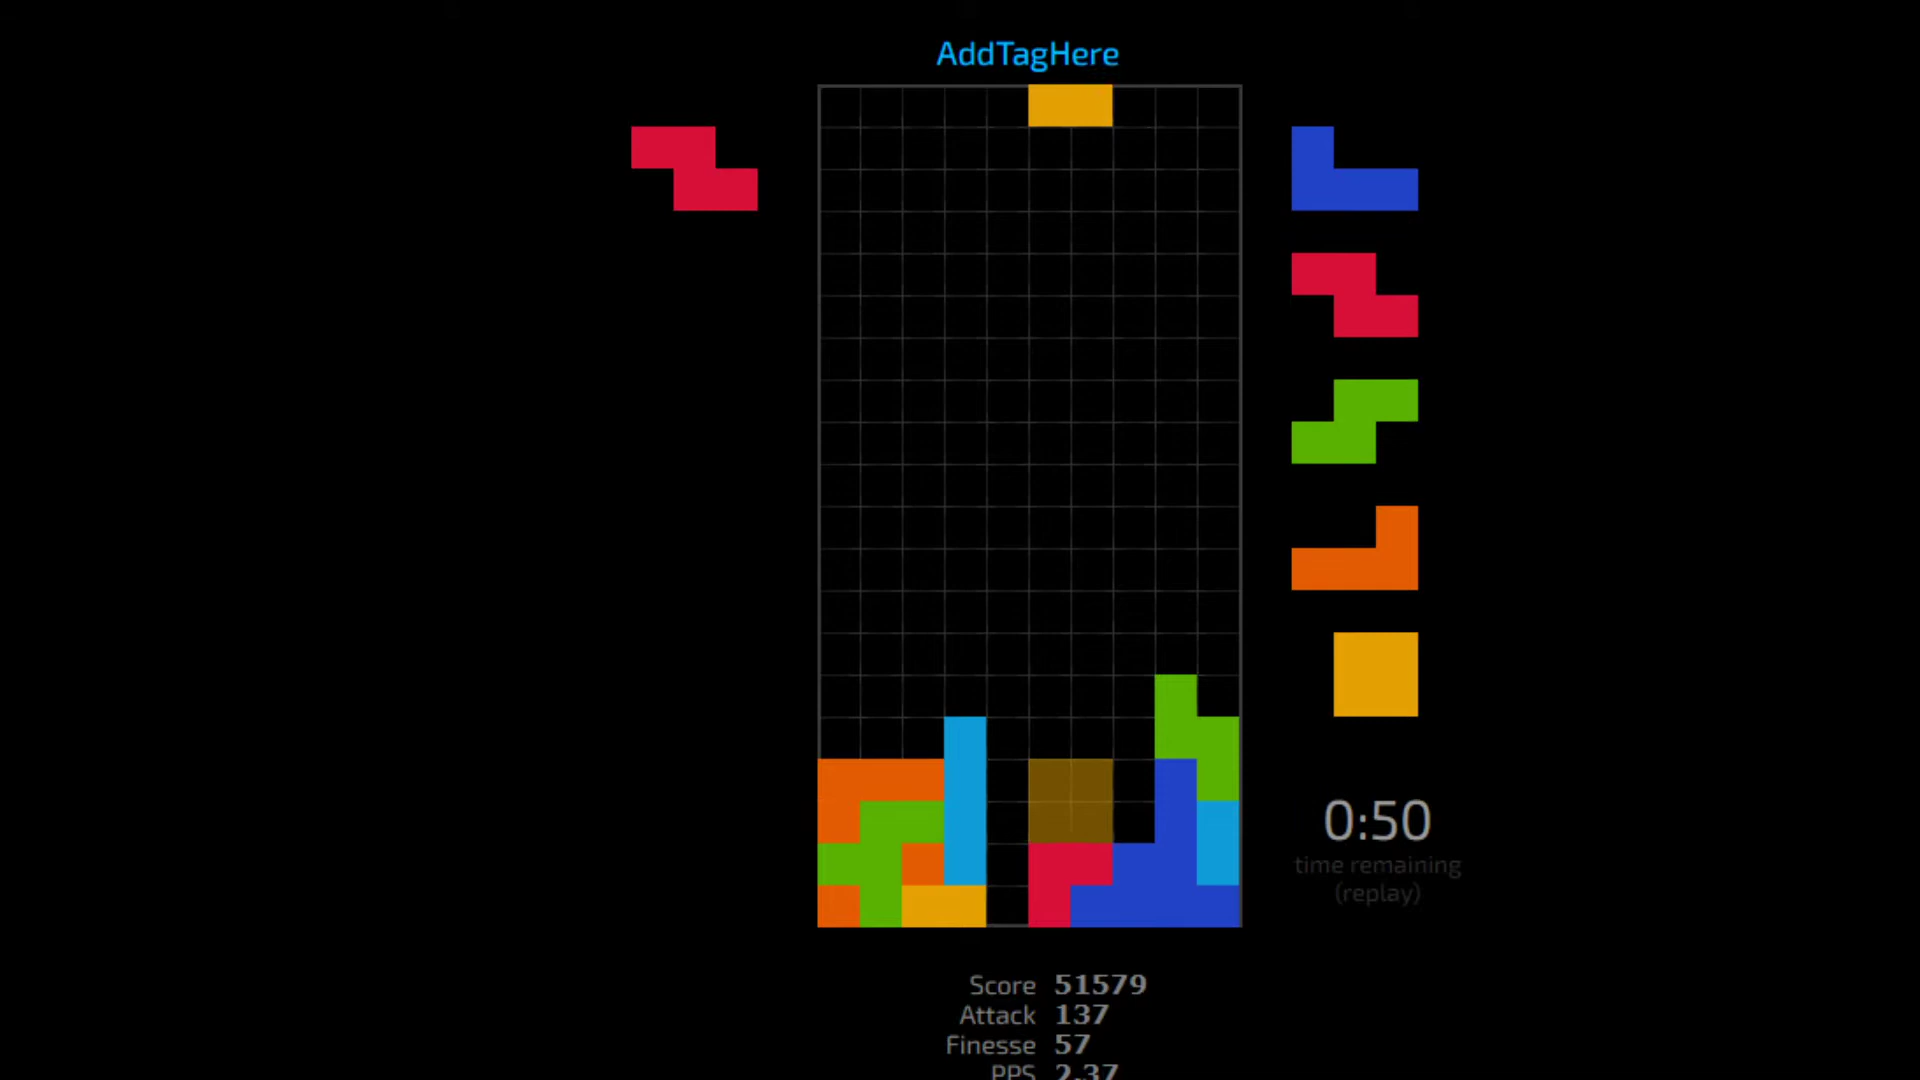 AddTagHere
0:50
time remaining
(replay)
Score 51579
Attack 137
Finesse 57
PPS 2.37